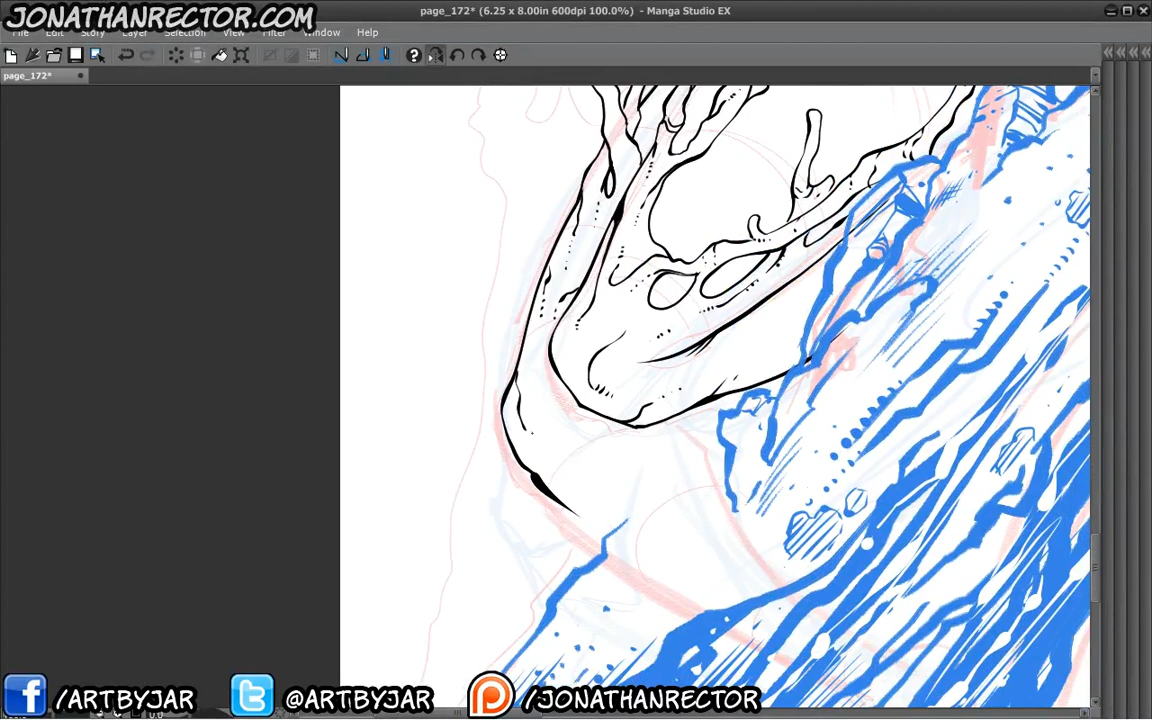 JONATHANRECTOR.COM
page_172* (6.25 x 8.00in 600dpi 100.0%) - Manga Studio EX
File Edit Story Layer Selection View Filter Window Help
page_172*
/ARTBYJAR @ARTBYJAR /JONATHANRECTOR